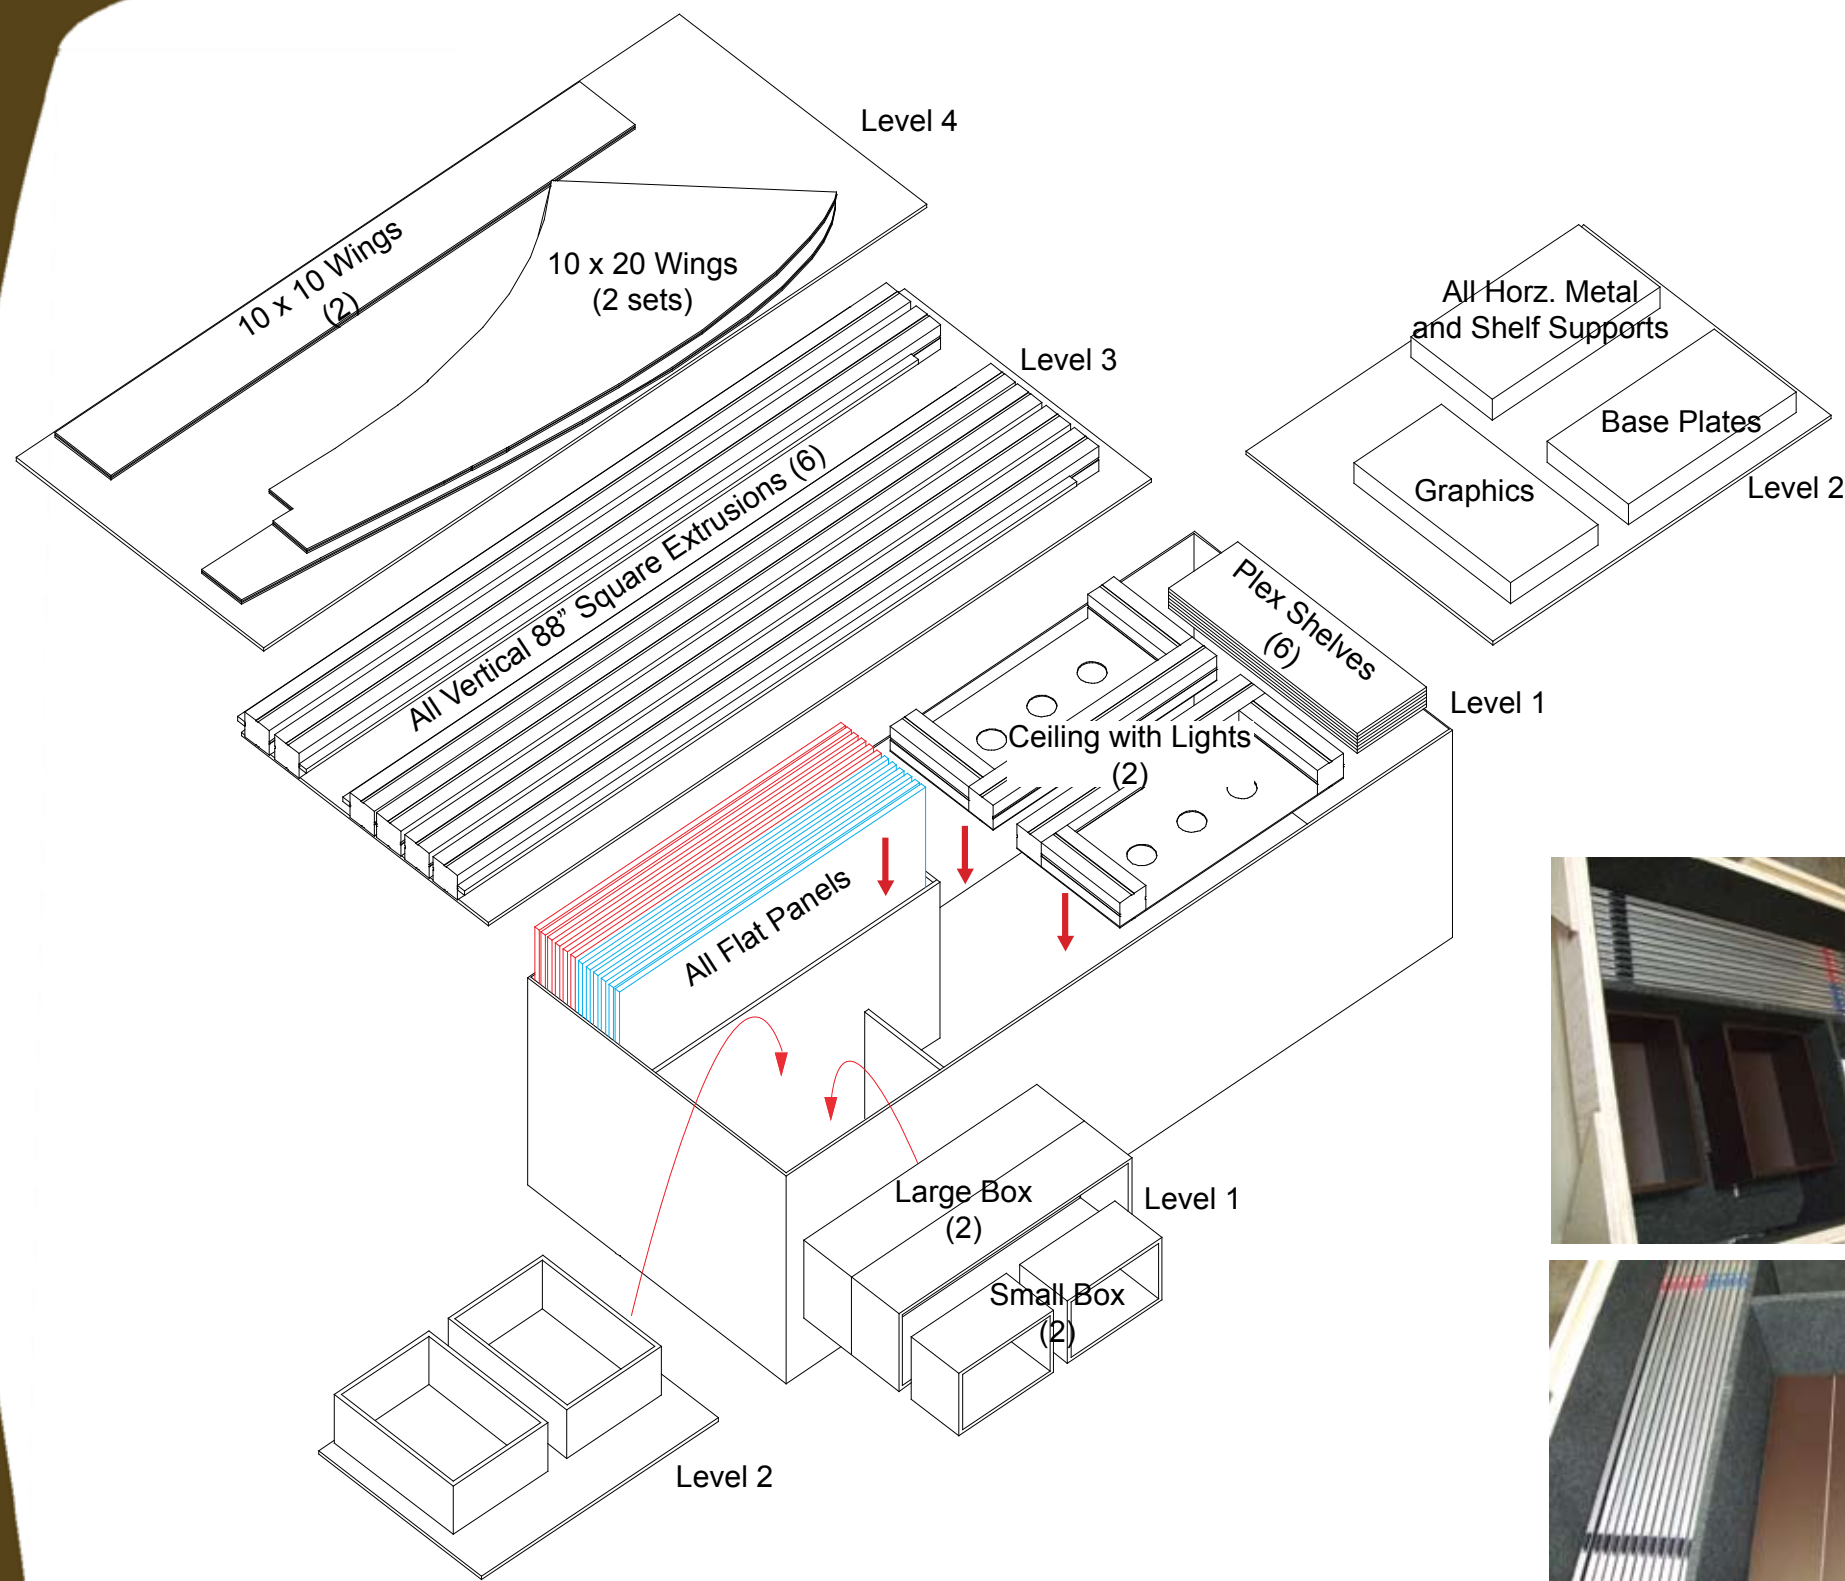 Level 4
10 x 10 Wings
(2)
10 x 20 Wings
(2 sets)
Level 3
All Horz. Metal
and Shelf Supports
Base Plates
Graphics
Level 2
All Vertical 88” Square Extrusions (6)
Plex Shelves
(6)
Level 1
Ceiling with Lights
(2)
All Flat Panels
Large Box
(2)
Level 1
Small Box
(2)
Level 2